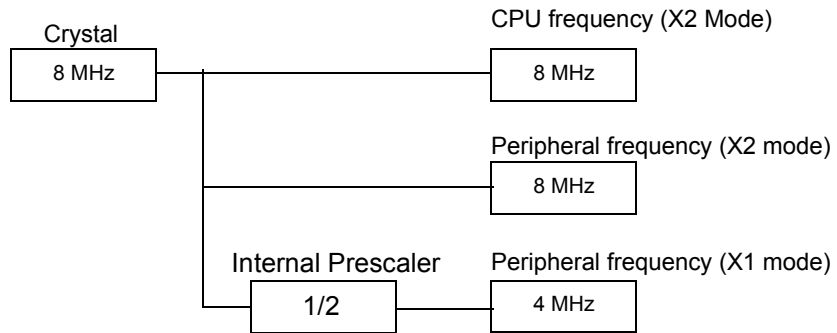 Crystal
8 MHz
CPU frequency (X2 Mode)
8 MHz
Peripheral frequency (X2 mode)
8 MHz
Internal Prescaler
1/2
Peripheral frequency (X1 mode)
4 MHz